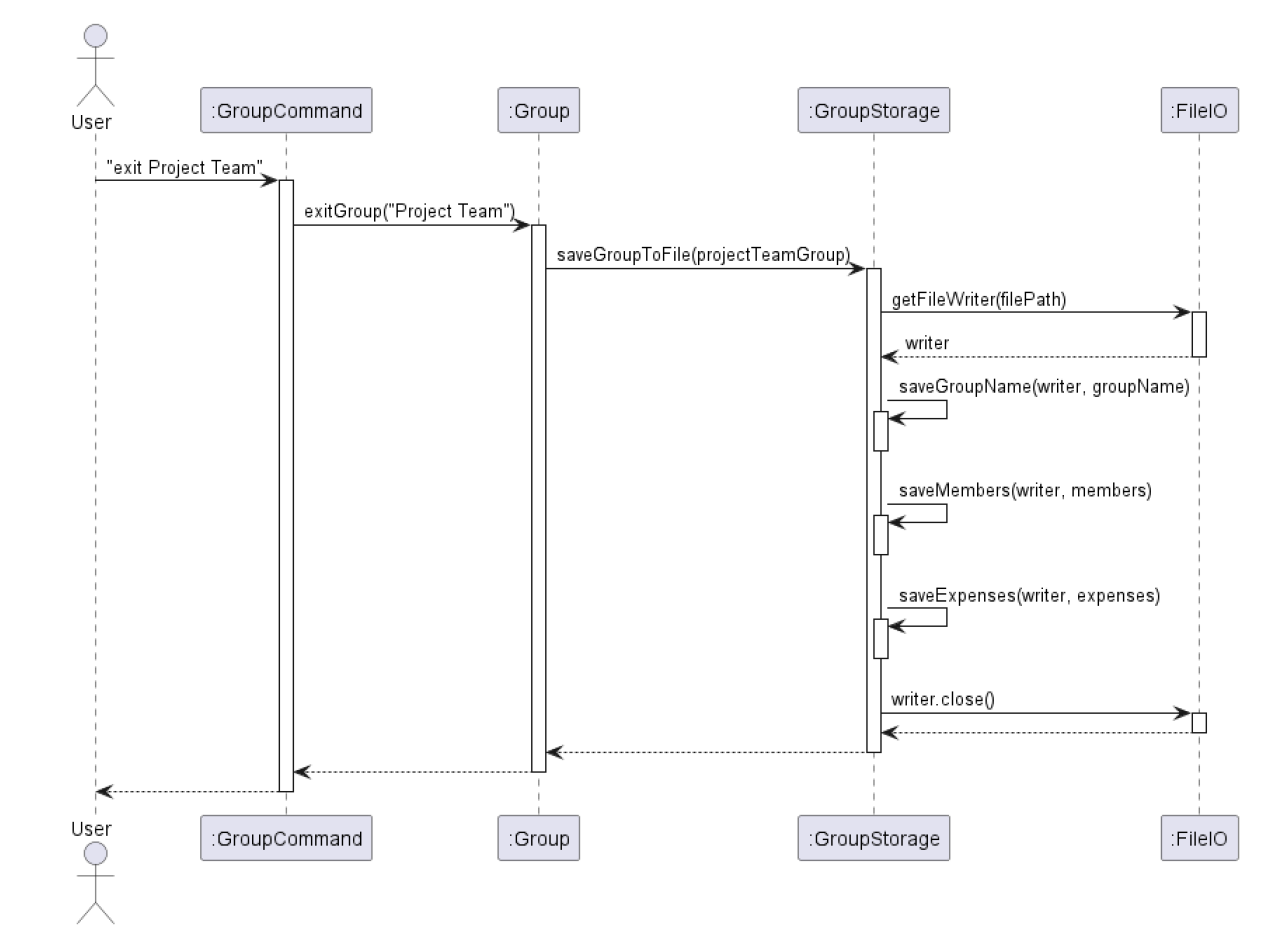 User
:GroupCommand
:Group
:GroupStorage
:FileIO
"exit Project Team"
exitGroup("Project Team")
saveGroupToFile(projectTeamGroup)
getFileWriter(filePath)
writer
saveGroupName(writer, groupName)
saveMembers(writer, members)
saveExpenses(writer, expenses)
writer.close()
User
:GroupCommand
:Group
:GroupStorage
:FileIO